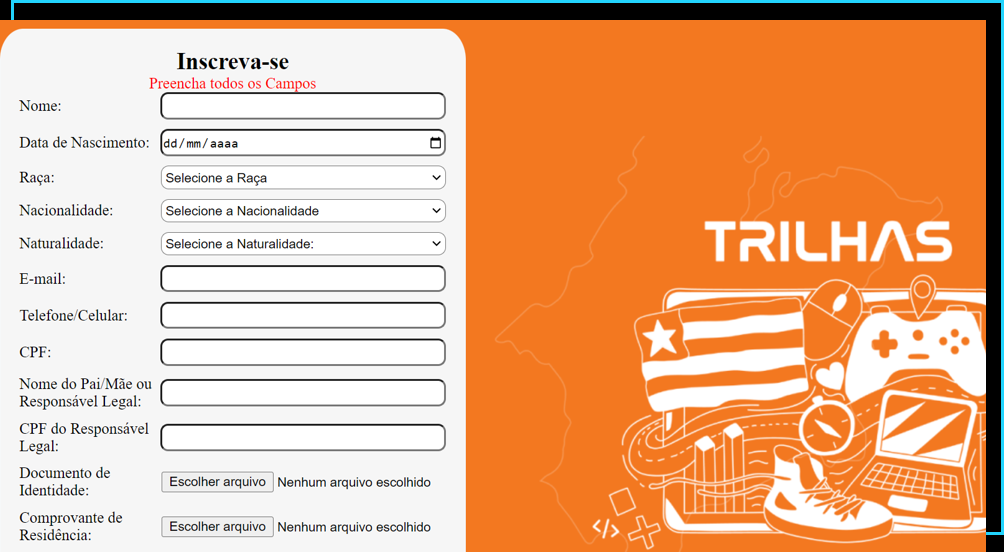 Inscreva-se
Preencha todos os Campos
Nome:
Data de Nascimento: dd/mm/aaaa
Raça: Selecione a Raça
Nacionalidade: Selecione a Nacionalidade
Naturalidade: Selecione a Naturalidade:
E-mail:
Telefone/Celular:
CPF:
Nome do Pai/Mãe ou
Responsável Legal:
CPF do Responsável
Legal:
Documento de
Identidade:
Escolher arquivo Nenhum arquivo escolhido
Comprovante de
Residência:
Escolher arquivo Nenhum arquivo escolhido
TRILHAS
</>